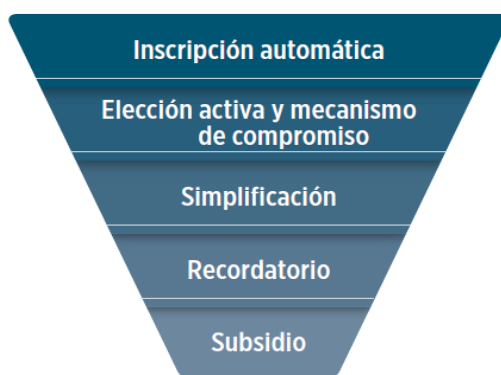 Inscripción automática
Elección activa y mecanismo
de compromiso
Simplificación
Recordatorio
Subsidio